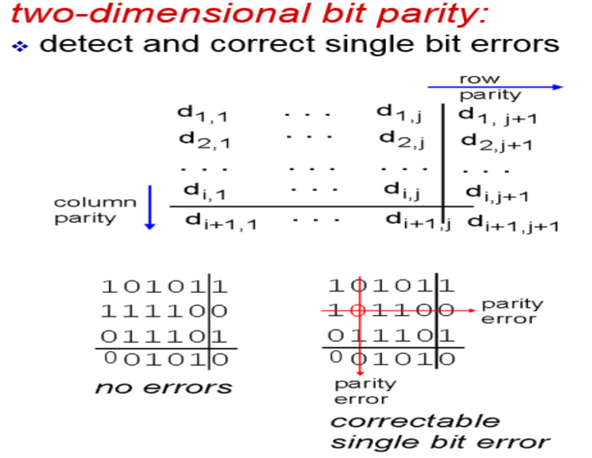 two-dimensional bit parity:
❖ detect and correct single bit errors
row
parity
d1,1 . . . d1,j d1, j+1
d2,1 . . . d2,j d2,j+1
. . . . . . . . . . . .
column
parity
di,1 . . . di,j di,j+1
di+1,1 . . . di+1,j di+1,j+1
101011
111100
011101
001010
no errors
101011
101100
parity
error
011101
001010
parity
error
correctable
single bit error